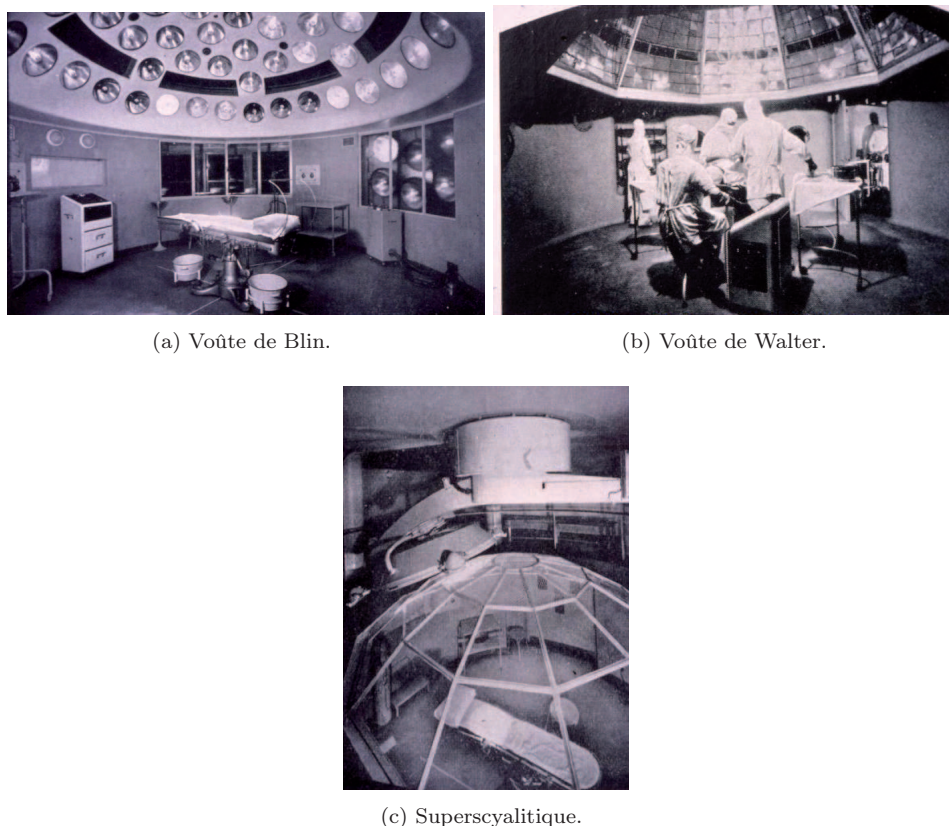 (a) Voûte de Blin.
(b) Voûte de Walter.
(c) Superscyalitique.